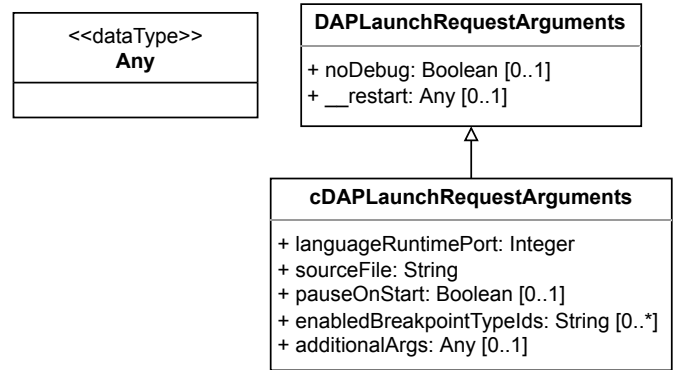 <<dataType>>
Any
DAPLaunchRequestArguments
+ noDebug: Boolean [0..1]
+ __restart: Any [0..1]
cDAPLaunchRequestArguments
+ languageRuntimePort: Integer
+ sourceFile: String
+ pauseOnStart: Boolean [0..1]
+ enabledBreakpointTypeIds: String [0..*]
+ additionalArgs: Any [0..1]